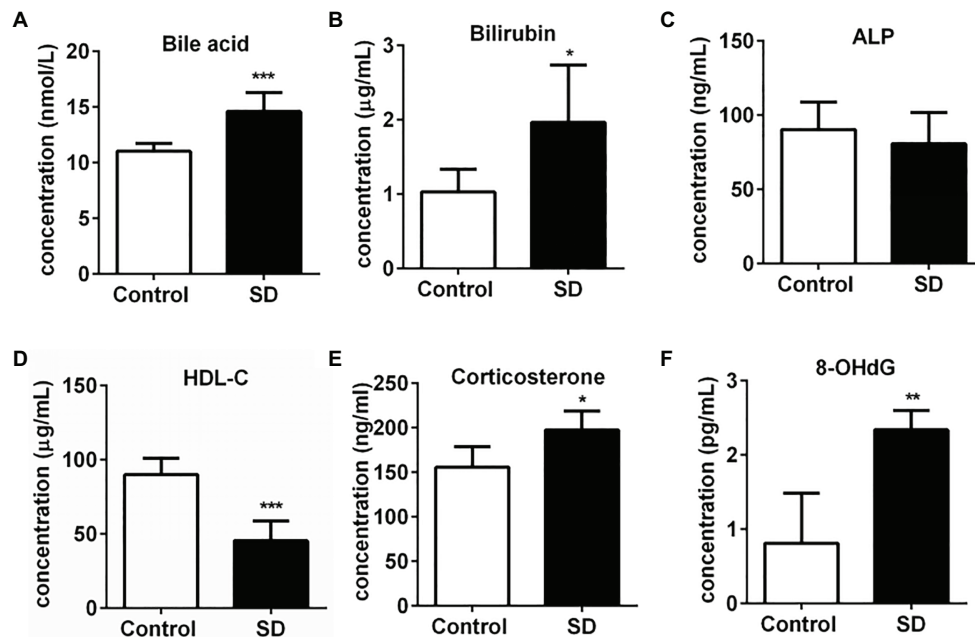 A
Bile acid
concentration (nmol/L)
20
15
10
5
0
***
Control
SD
B
Bilirubin
concentration (μg/mL)
3
2
1
0
*
Control
SD
C
ALP
concentration (ng/mL)
150
100
50
0
Control
SD
D
HDL-C
concentration (μg/mL)
150
100
50
0
***
Control
SD
E
Corticosterone
concentration (ng/ml)
250
200
150
100
50
0
*
Control
SD
F
8-OHdG
concentration (pg/mL)
3
2
1
0
**
Control
SD